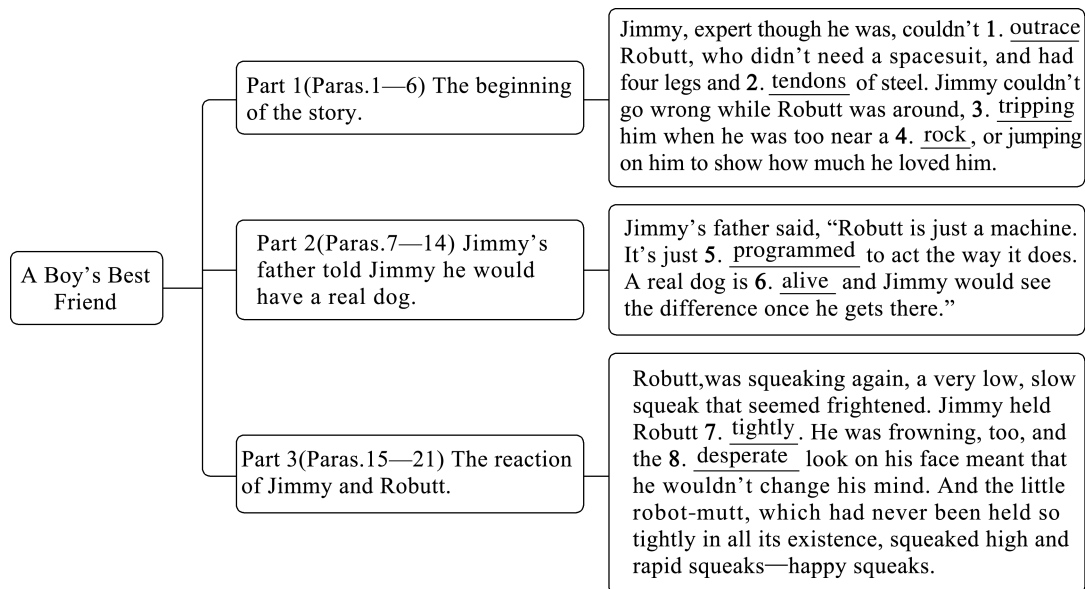 A Boy's Best
Friend
Part 1(Paras.1—6) The beginning
of the story.
Jimmy, expert though he was, couldn't 1. outrace
Robutt, who didn't need a spacesuit, and had
four legs and 2. tendons of steel. Jimmy couldn't
go wrong while Robutt was around, 3. tripping
him when he was too near a 4. rock, or jumping
on him to show how much he loved him.
Part 2(Paras.7—14) Jimmy's
father told Jimmy he would
have a real dog.
Jimmy's father said, “Robutt is just a machine.
It's just 5. programmed to act the way it does.
A real dog is 6. alive and Jimmy would see
the difference once he gets there.”
Part 3(Paras.15—21) The reaction
of Jimmy and Robutt.
Robutt,was squeaking again, a very low, slow
squeak that seemed frightened. Jimmy held
Robutt 7. tightly. He was frowning, too, and
the 8. desperate look on his face meant that
he wouldn't change his mind. And the little
robot-mutt, which had never been held so
tightly in all its existence, squeaked high and
rapid squeaks—happy squeaks.